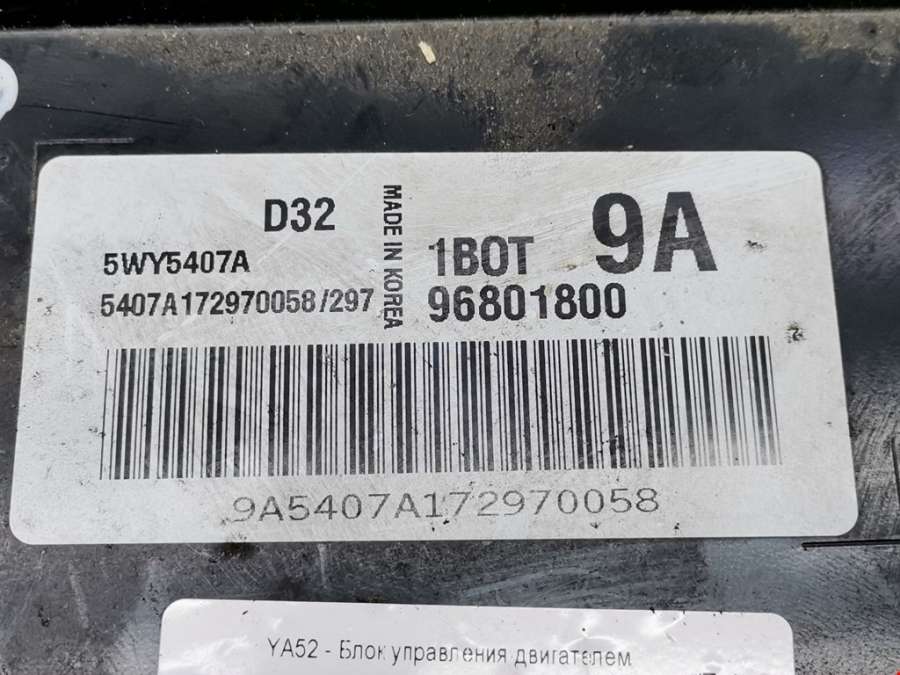 D32
5WY5407A
5407A172970058/297
MADE IN KOREA
1BOT
9A
96801800
9A5407A172970058
YA52 - Блок управления двигателем